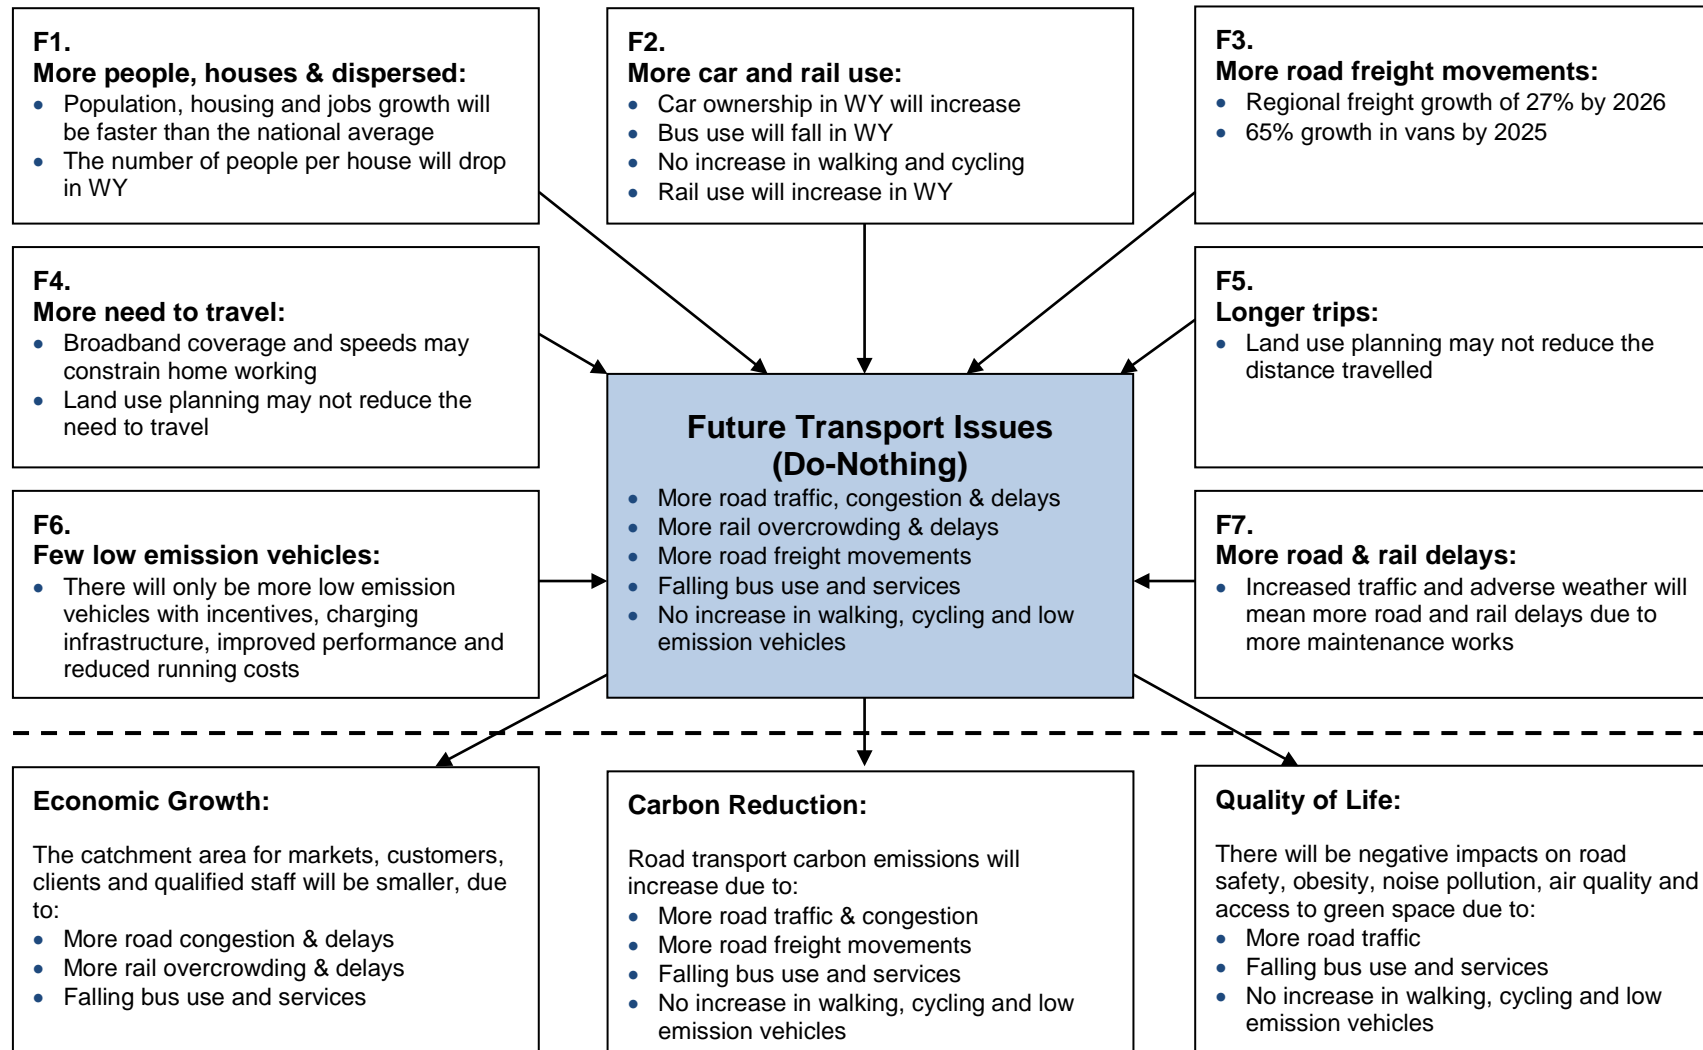 F1.
More people, houses & dispersed:
• Population, housing and jobs growth will
be faster than the national average
• The number of people per house will drop
in WY
F2.
More car and rail use:
• Car ownership in WY will increase
• Bus use will fall in WY
• No increase in walking and cycling
• Rail use will increase in WY
F3.
More road freight movements:
• Regional freight growth of 27% by 2026
• 65% growth in vans by 2025
F4.
More need to travel:
• Broadband coverage and speeds may
constrain home working
• Land use planning may not reduce the
need to travel
Future Transport Issues
(Do-Nothing)
• More road traffic, congestion & delays
• More rail overcrowding & delays
• More road freight movements
• Falling bus use and services
• No increase in walking, cycling and low
emission vehicles
F5.
Longer trips:
• Land use planning may not reduce the
distance travelled
F6.
Few low emission vehicles:
• There will only be more low emission
vehicles with incentives, charging
infrastructure, improved performance and
reduced running costs
F7.
More road & rail delays:
• Increased traffic and adverse weather will
mean more road and rail delays due to
more maintenance works
Economic Growth:
The catchment area for markets, customers,
clients and qualified staff will be smaller, due
to:
• More road congestion & delays
• More rail overcrowding & delays
• Falling bus use and services
Carbon Reduction:
Road transport carbon emissions will
increase due to:
• More road traffic & congestion
• More road freight movements
• Falling bus use and services
• No increase in walking, cycling and low
emission vehicles
Quality of Life:
There will be negative impacts on road
safety, obesity, noise pollution, air quality and
access to green space due to:
• More road traffic
• Falling bus use and services
• No increase in walking, cycling and low
emission vehicles